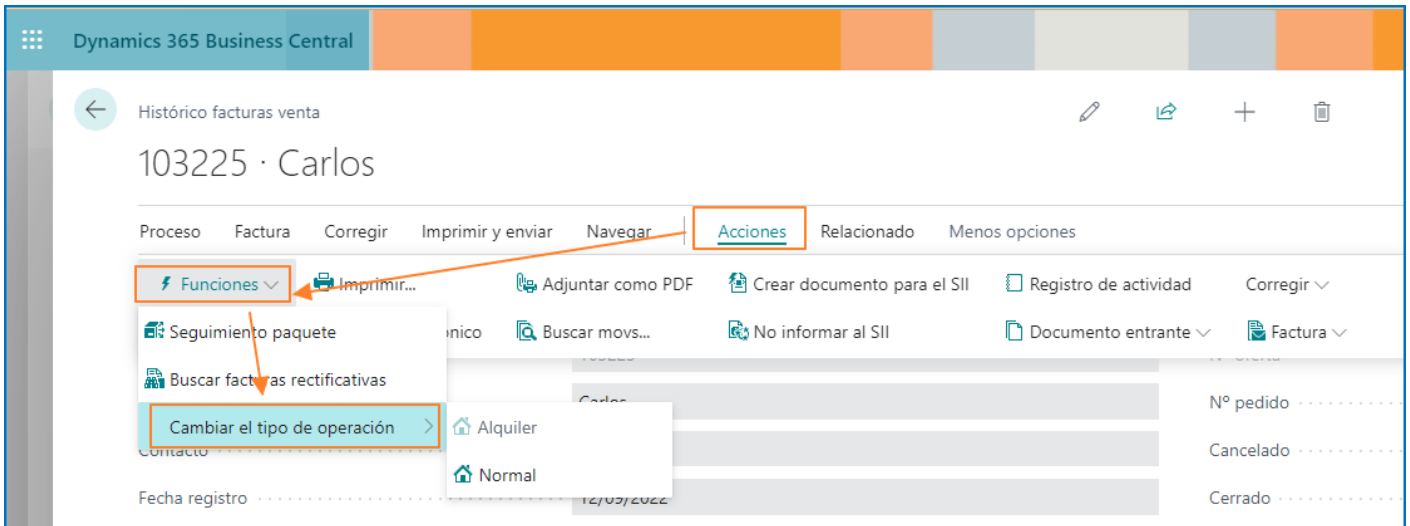 Dynamics 365 Business Central
Histórico facturas venta
103225 · Carlos
Proceso Factura Corregir Imprimir y enviar Navegar Acciones Relacionado Menos opciones
Funciones Imprimir... Adjuntar como PDF Crear documento para el SII Registro de actividad Corregir
Seguimiento paquete Buscar movs... No informar al SII Documento entrante Factura
Buscar facturas rectificativas
Carlos Nº pedido
Cambiar el tipo de operación Alquiler
Contacto Cancelado
Normal
Fecha registro 12/09/2022 Cerrado